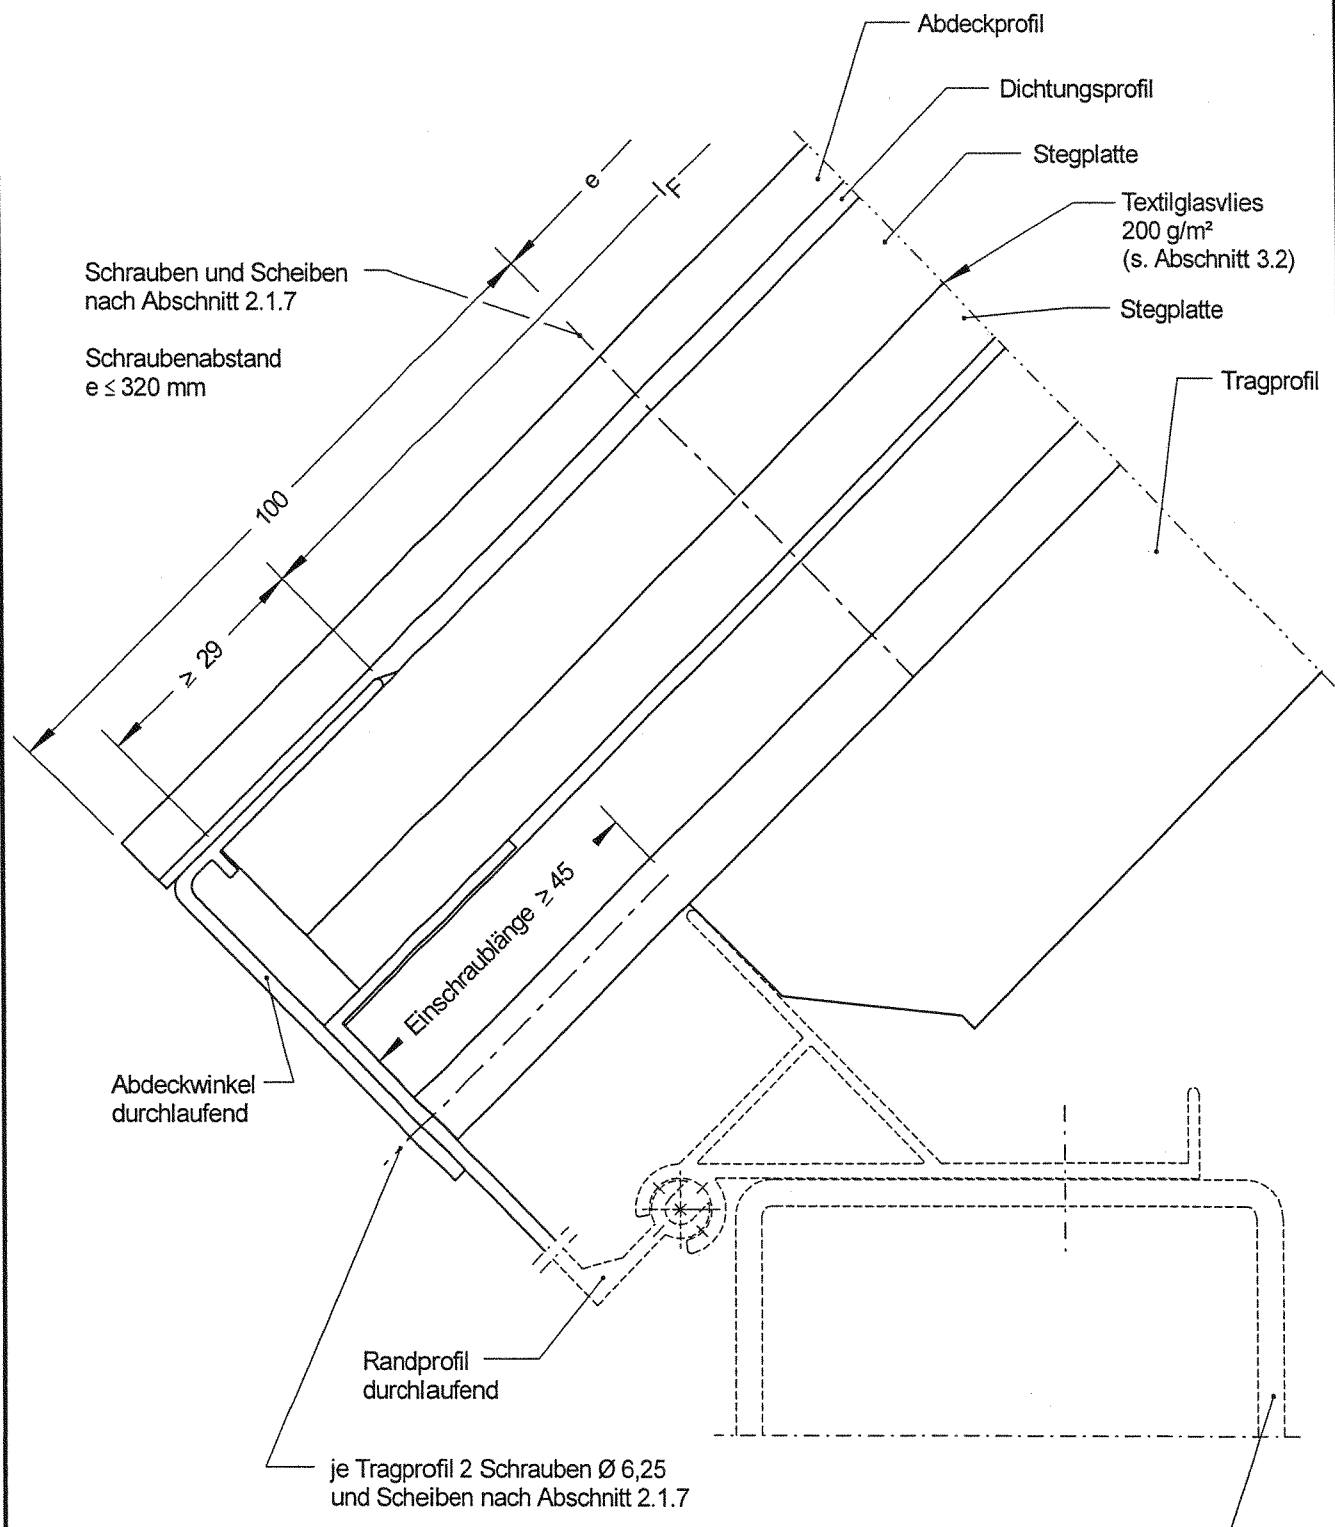 Abdeckprofil
Dichtungsprofil
Stegplatte
Textilglasvlies
200 g/m²
(s. Abschnitt 3.2)
Stegplatte
Tragprofil
e
lF
Schrauben und Scheiben
nach Abschnitt 2.1.7
Schraubenabstand
e ≤ 320 mm
100
≥ 29
Einschraublänge ≥ 45
Abdeckwinkel
durchlaufend
Randprofil
durchlaufend
je Tragprofil 2 Schrauben Ø 6,25
und Scheiben nach Abschnitt 2.1.7